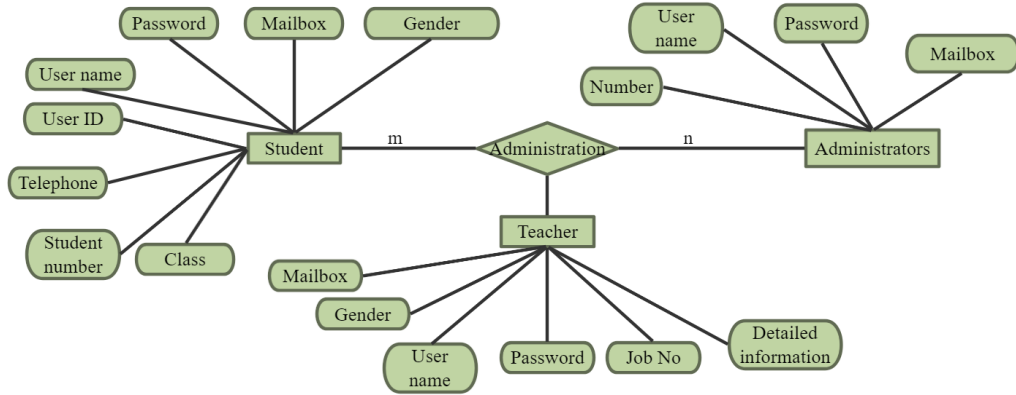 Password
Mailbox
Gender
User
name
Password
Mailbox
User name
Number
User ID
Student
m
Administration
n
Administrators
Telephone
Student
number
Class
Teacher
Mailbox
Gender
User
name
Password
Job No
Detailed
information